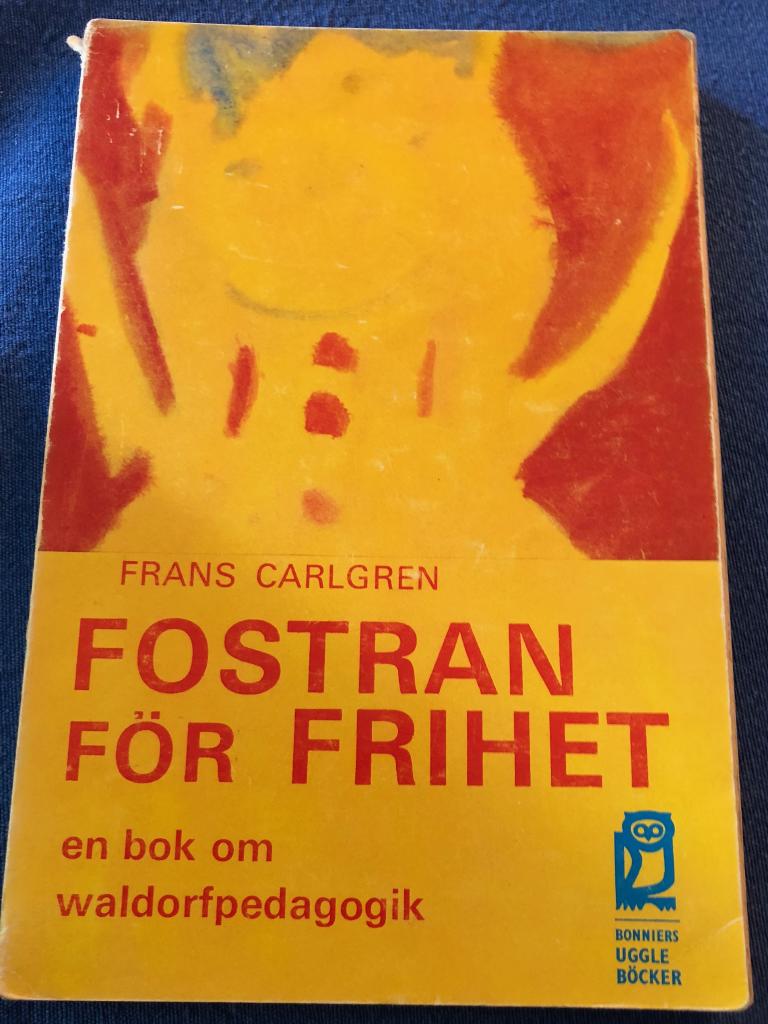 FRANS CARLGREN
FOSTRAN
FÖR FRIHET
en bok om
waldorfpedagogik
BONNIERS
UGGLE
BÖCKER